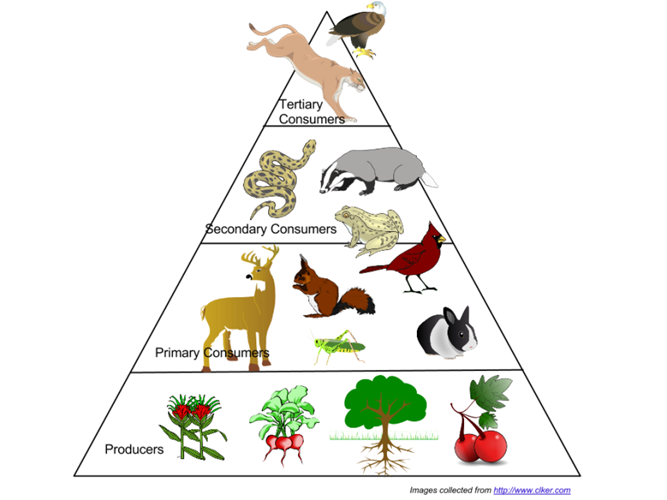 Tertiary
Consumers
Secondary Consumers
Primary Consumers
Producers
Images collected from http://www.clker.com